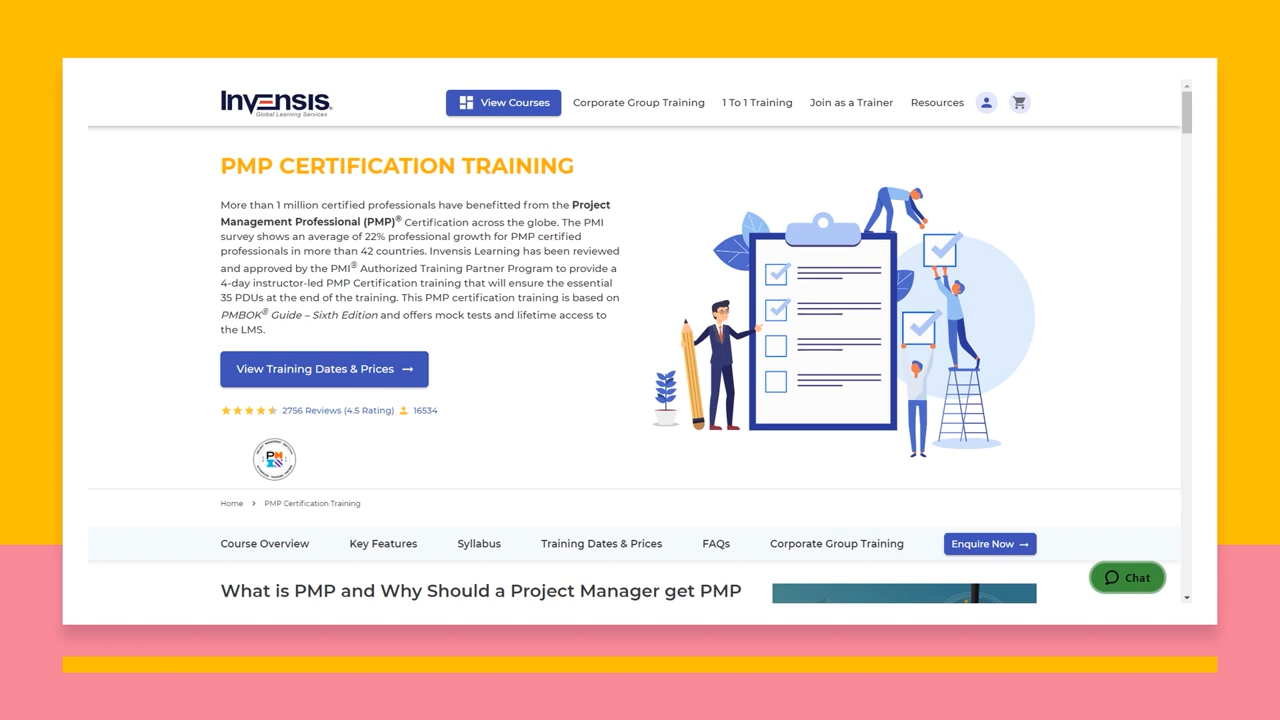 Invensis
Global Learning Services
View Courses
Corporate Group Training
1 To 1 Training
Join as a Trainer
Resources
PMP CERTIFICATION TRAINING
More than 1 million certified professionals have benefitted from the Project
Management Professional (PMP)® Certification across the globe. The PMI
survey shows an average of 22% professional growth for PMP certified
professionals in more than 42 countries. Invensis Learning has been reviewed
and approved by the PMI® Authorized Training Partner Program to provide a
4-day instructor-led PMP Certification training that will ensure the essential
35 PDUs at the end of the training. This PMP certification training is based on
PMBOK® Guide – Sixth Edition and offers mock tests and lifetime access to
the LMS.
View Training Dates & Prices →
2756 Reviews (4.5 Rating) 16534
Home > PMP Certification Training
Course Overview
Key Features
Syllabus
Training Dates & Prices
FAQs
Corporate Group Training
Enquire Now →
Chat
What is PMP and Why Should a Project Manager get PMP